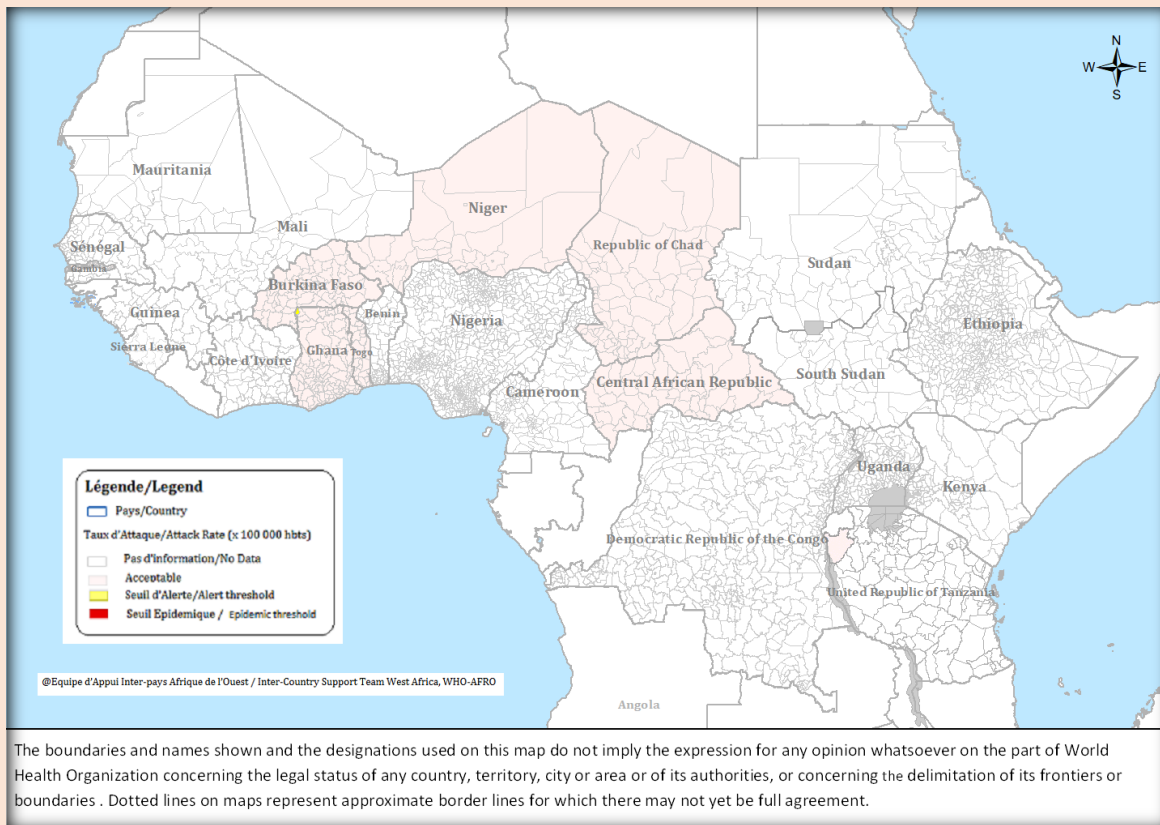 N
W E
S
Mauritania
Niger
Mali
Sénégal
Gambia
Republic of Chad
Sudan
Burkina Faso
Guinea
Benin
Nigeria
Ethiopia
Sierra Leone
Côte d'Ivoire
Ghana
Togo
South Sudan
Central African Republic
Cameroon
Uganda
Kenya
Democratic Republic of the Congo
United Republic of Tanzania
Angola
Légende/Legend
Pays/Country
Taux d'Attaque/Attack Rate (x 100 000 hbts)
Pas d'information/No Data
Acceptable
Seuil d'Alerte/Alert threshold
Seuil Epidemique / Epidemic threshold
@Equipe d'Appui Inter-pays Afrique de l'Ouest / Inter-Country Support Team West Africa, WHO-AFRO
The boundaries and names shown and the designations used on this map do not imply the expression for any opinion whatsoever on the part of World
Health Organization concerning the legal status of any country, territory, city or area or of its authorities, or concerning the delimitation of its frontiers or
boundaries . Dotted lines on maps represent approximate border lines for which there may not yet be full agreement.